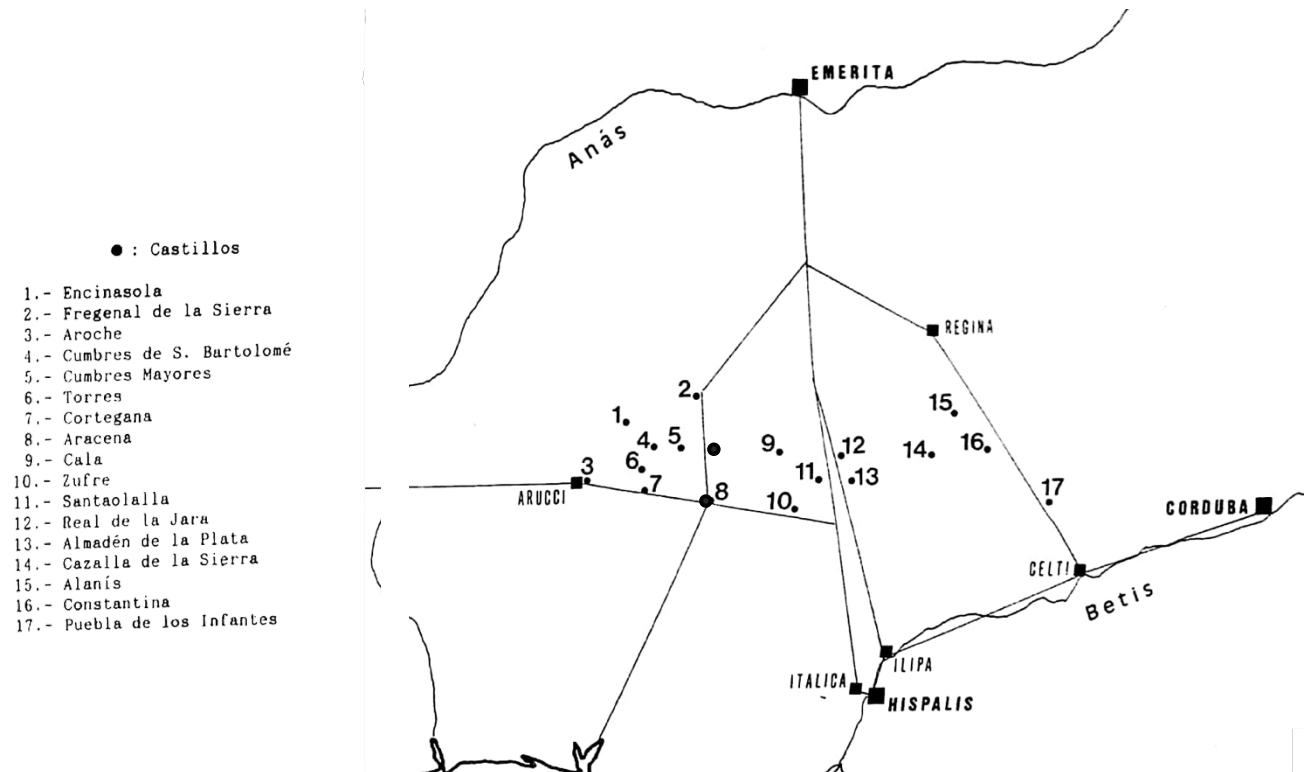 ● : Castillos
1.- Encinasola
2.- Fregenal de la Sierra
3.- Aroche
4.- Cumbres de S. Bartolomé
5.- Cumbres Mayores
6.- Torres
7.- Cortegana
8.- Aracena
9.- Cala
10.- Zufre
11.- Santaolalla
12.- Real de la Jara
13.- Almadén de la Plata
14.- Cazalla de la Sierra
15.- Alanís
16.- Constantina
17.- Puebla de los Infantes
EMERITA
Anás
REGINA
2
1
15
4
5
9
12
14
16
6
3
7
11
13
ARUCCI
8
10
17
CORDUBA
CELTI
Betis
ILIPA
ITALICA
HISPALIS